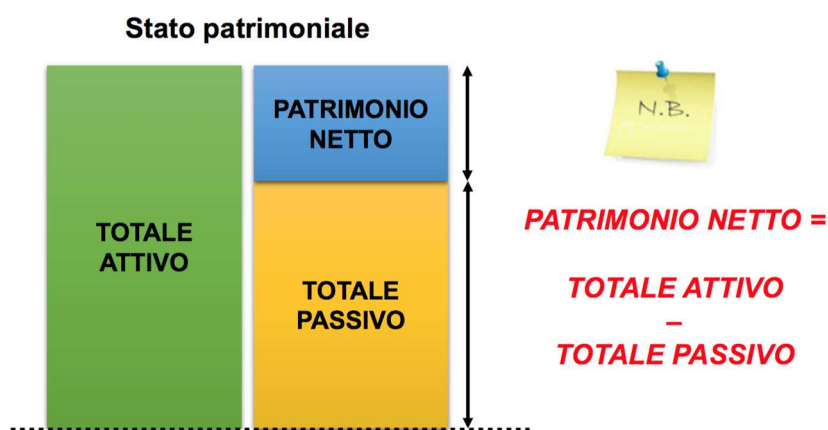 Stato patrimoniale
PATRIMONIO
NETTO
TOTALE
ATTIVO
TOTALE
PASSIVO
N.B.
PATRIMONIO NETTO =
TOTALE ATTIVO
–
TOTALE PASSIVO